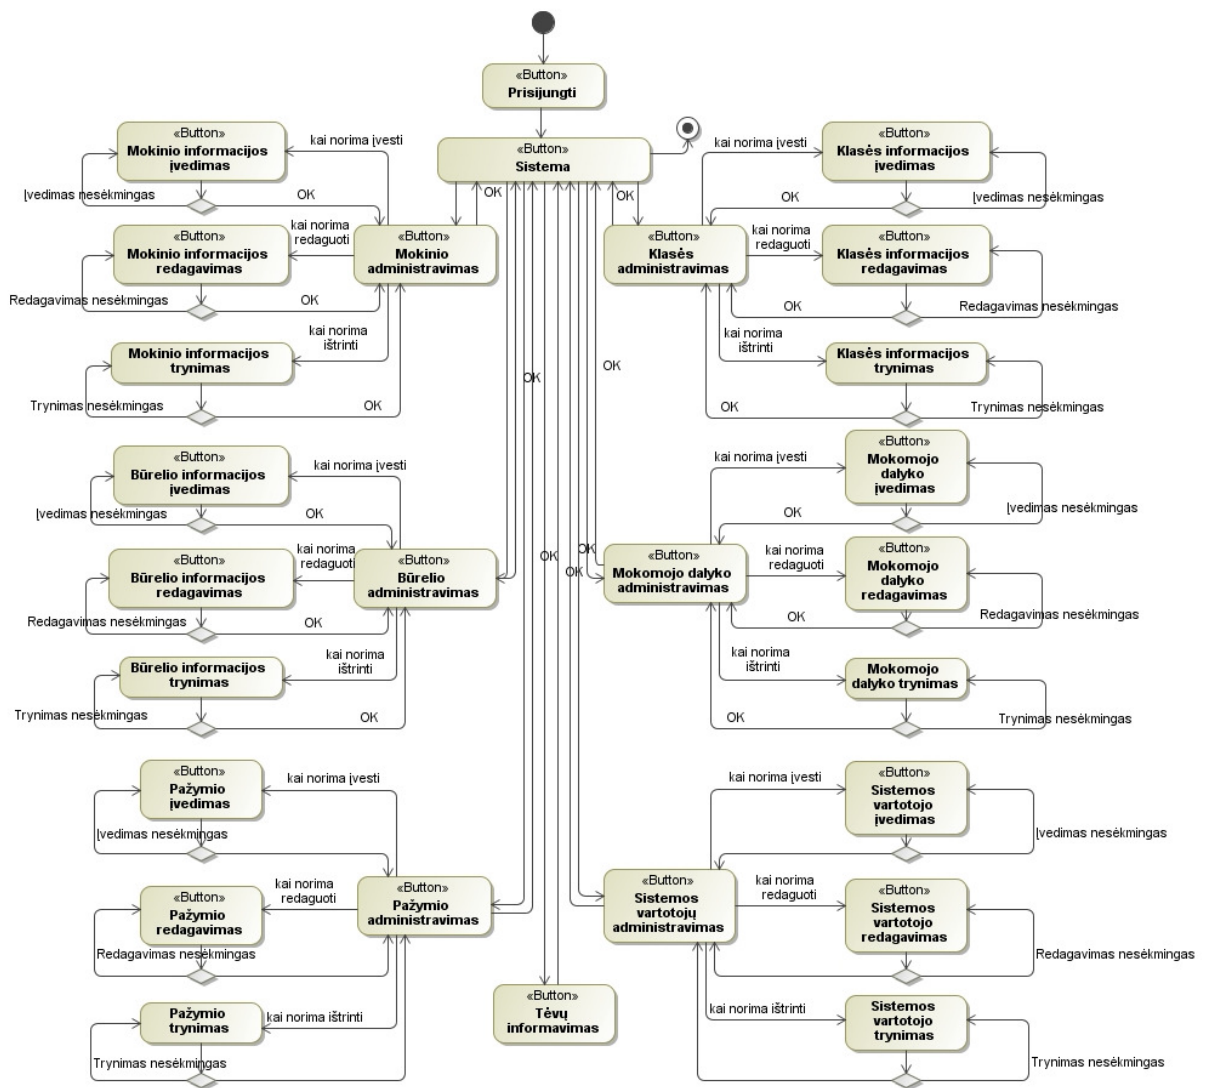 «Button»
Prisijungti
«Button»
Sistema
OK
OK
«Button»
Mokinio informacijos
įvedimas
kai norima įvesti
Įvedimas nesėkmingas
OK
«Button»
Mokinio informacijos
redagavimas
kai norima
redaguoti
«Button»
Mokinio
administravimas
Redagavimas nesėkmingas
OK
kai norima
ištrinti
Mokinio informacijos
trynimas
Trynimas nesėkmingas
OK
«Button»
Klasės informacijos
įvedimas
kai norima įvesti
OK
Įvedimas nesėkmingas
«Button»
Klasės
administravimas
kai norima
redaguoti
«Button»
Klasės informacijos
redagavimas
OK
Redagavimas nesėkmingas
kai norima
ištrinti
Klasės informacijos
trynimas
OK
Trynimas nesėkmingas
OK
OK
«Button»
Būrelio informacijos
įvedimas
kai norima įvesti
Įvedimas nesėkmingas
OK
«Button»
Būrelio informacijos
redagavimas
kai norima
redaguoti
«Button»
Būrelio
administravimas
Redagavimas nesėkmingas
OK
kai norima
ištrinti
Būrelio informacijos
trynimas
Trynimas nesėkmingas
OK
OK
OK
OK
«Button»
Mokomojo
dalyko
įvedimas
kai norima įvesti
OK
Įvedimas nesėkmingas
«Button»
Mokomojo dalyko
administravimas
kai norima
redaguoti
«Button»
Mokomojo
dalyko
redagavimas
OK
Redagavimas nesėkmingas
kai norima
ištrinti
Mokomojo
dalyko trynimas
OK
Trynimas nesėkmingas
«Button»
Pažymio
įvedimas
kai norima įvesti
Įvedimas nesėkmingas
«Button»
Pažymio
redagavimas
kai norima
redaguoti
«Button»
Pažymio
administravimas
Redagavimas nesėkmingas
Pažymio
trynimas
kai norima ištrinti
Trynimas nesėkmingas
«Button»
Tėvų
informavimas
«Button»
Sistemos
vartotojo
įvedimas
kai norima įvesti
Įvedimas nesėkmingas
«Button»
Sistemos
vartotojų
administravimas
kai norima
redaguoti
«Button»
Sistemos
vartotojo
redagavimas
Redagavimas nesėkmingas
kai norima ištrinti
Sistemos
vartotojo
trynimas
Trynimas nesėkmingas